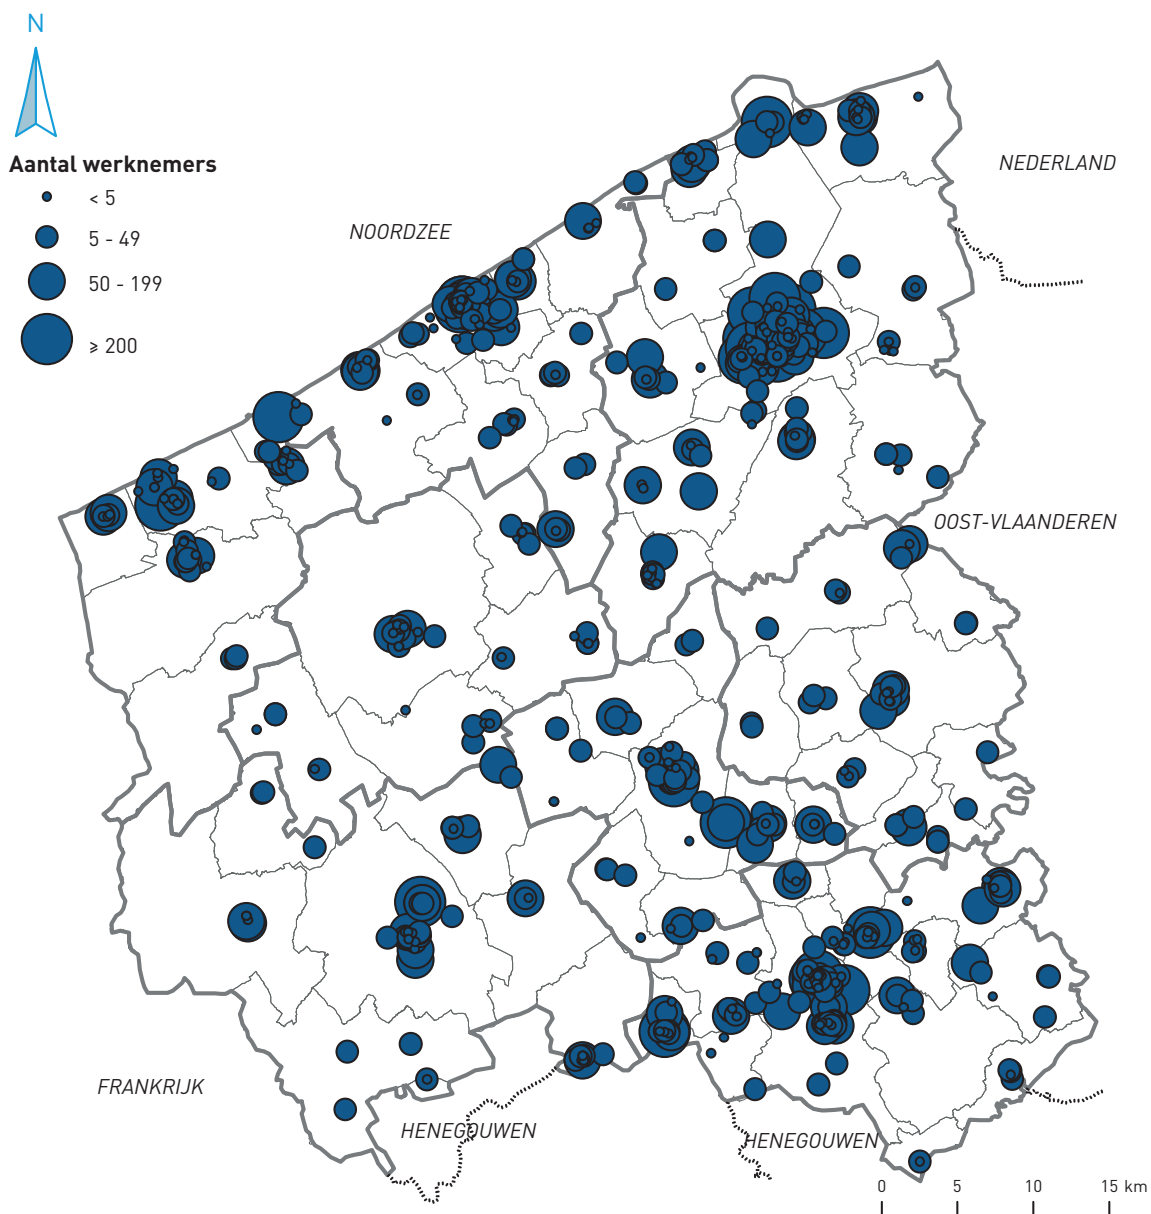 N
Aantal werknemers
< 5
5 - 49
50 - 199
⩾ 200
NOORDZEE
NEDERLAND
OOST-VLAANDEREN
FRANKRIJK
HENEGOUWEN
HENEGOUWEN
0 5 10 15 km